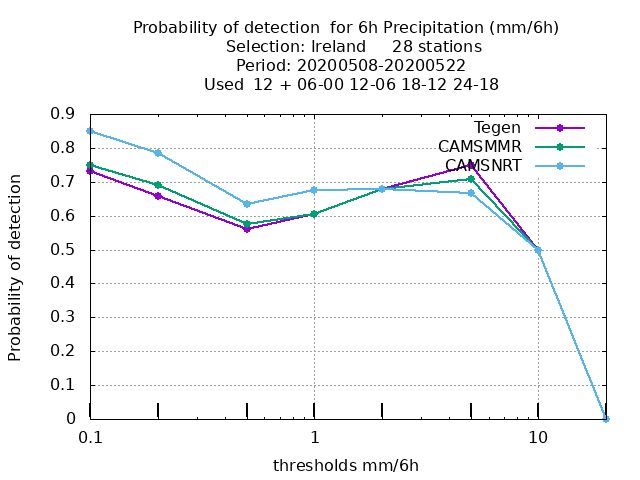 Probability of detection  for 6h Precipitation (mm/6h)
Selection: Ireland     28 stations
Period: 20200508-20200522
Used  12 + 06-00 12-06 18-12 24-18
Tegen
CAMSMMR
CAMSNRT
Probability of detection
0.9
0.8
0.7
0.6
0.5
0.4
0.3
0.2
0.1
0
0.1 1 10
thresholds mm/6h